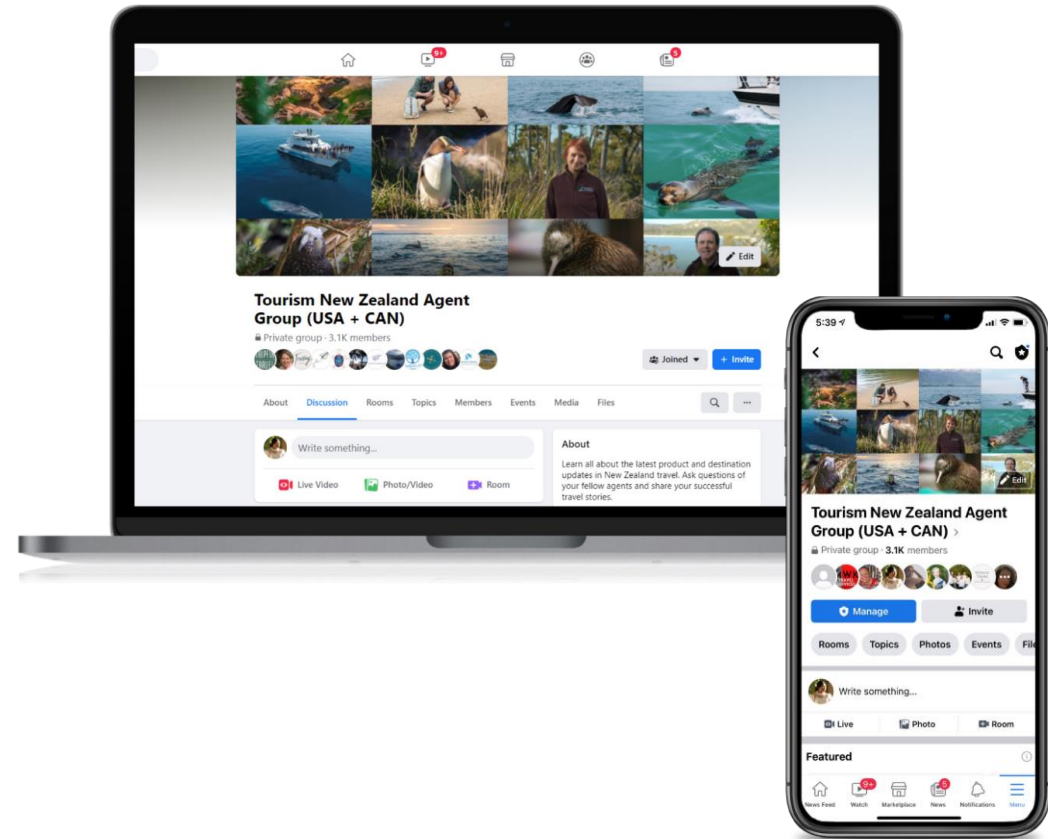 9+
5
Edit
Tourism New Zealand Agent
Group (USA + CAN)
Private group · 3.1K members
Joined
+ Invite
About Discussion Rooms Topics Members Events Media Files
Write something...
Live Video Photo/Video Room
About
Learn all about the latest product and destination
updates in New Zealand travel. Ask questions of
your fellow agents and share your successful
travel stories.
5:39
Edit
Tourism New Zealand Agent
Group (USA + CAN) >
Private group · 3.1K members
Manage
Invite
Rooms Topics Photos Events File
Write something...
Live Photo Room
Featured
9+
5
News Feed Watch Marketplace News Notifications Menu